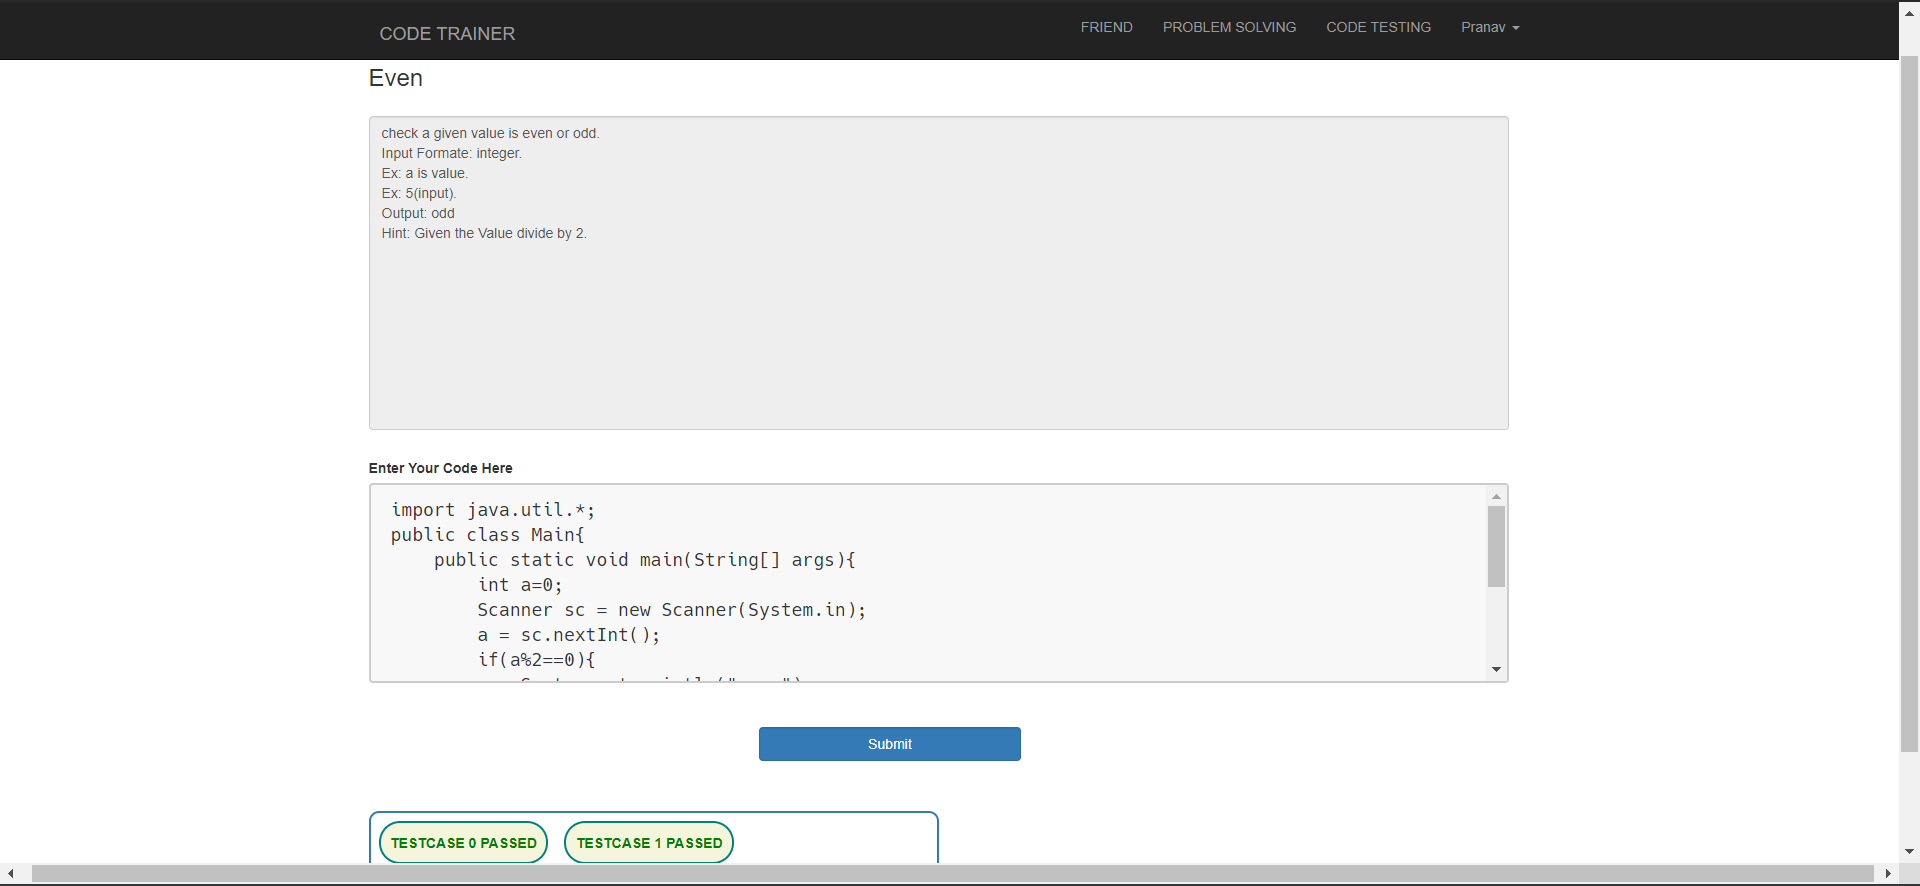 CODE TRAINER
FRIEND
PROBLEM SOLVING
CODE TESTING
Pranav
Even
check a given value is even or odd.
Input Formate: integer.
Ex: a is value.
Ex: 5(input).
Output: odd
Hint: Given the Value divide by 2.
Enter Your Code Here
import java.util.*;
public class Main{
    public static void main(String[] args){
        int a=0;
        Scanner sc = new Scanner(System.in);
        a = sc.nextInt();
        if(a%2==0){
Submit
TESTCASE 0 PASSED
TESTCASE 1 PASSED